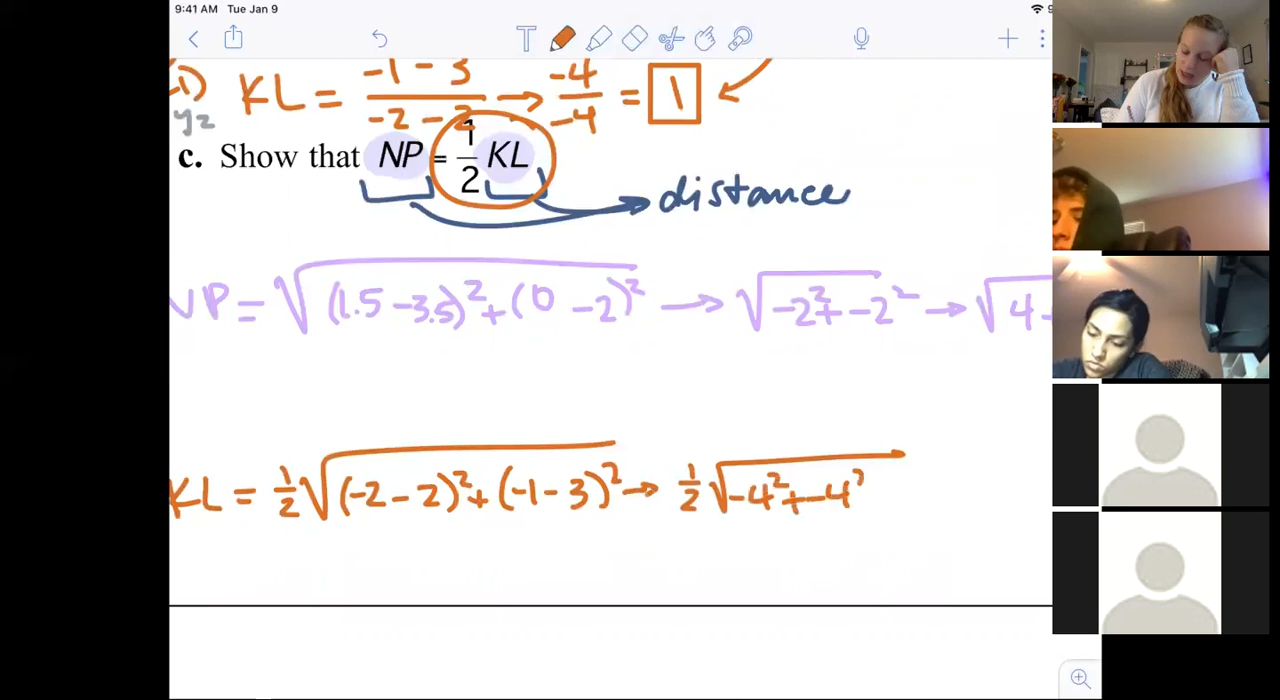 9:41 AM Tue Jan 9
KL = -1 - 3 / -2 - 2 → -4 / -4 = 1
y2
c. Show that NP = 1/2 KL
distance
NP = √(1.5 - 3.5)² + (0 - 2)² → √-2² + -2² → √4
KL = 1/2 √(-2 - 2)² + (-1 - 3)² → 1/2 √-4² + -4²